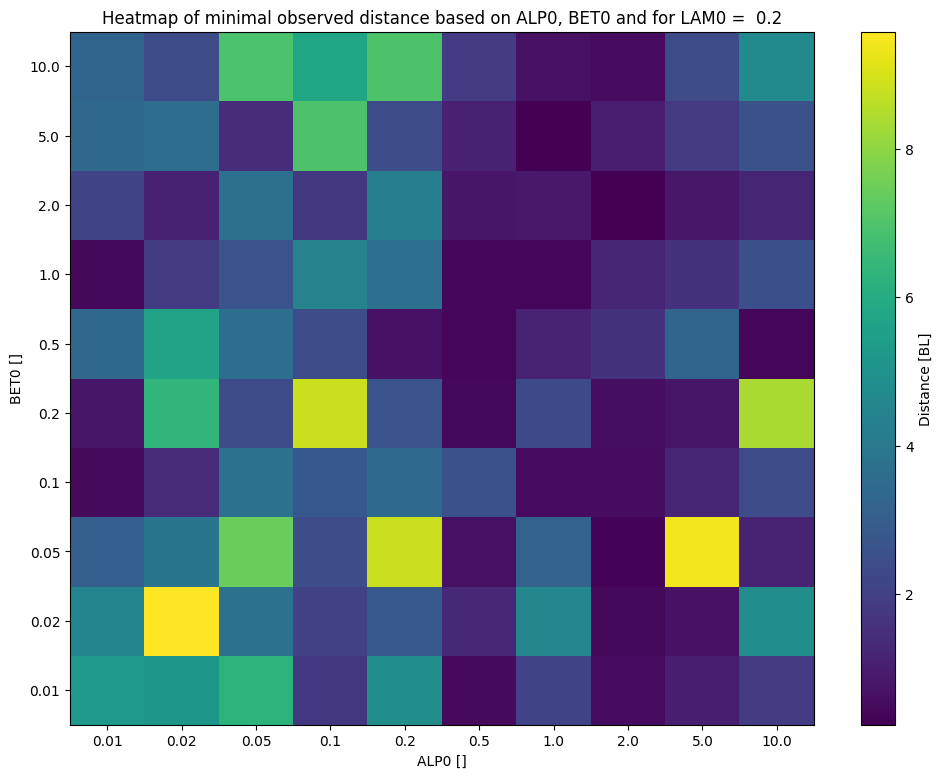 Heatmap of minimal observed distance based on ALP0, BET0 and for LAM0 =  0.2
10.0
5.0
2.0
1.0
0.5
0.2
0.1
0.05
0.02
0.01
BET0 []
0.01 0.02 0.05 0.1 0.2 0.5 1.0 2.0 5.0 10.0
ALP0 []
8
6
4
2
Distance [BL]